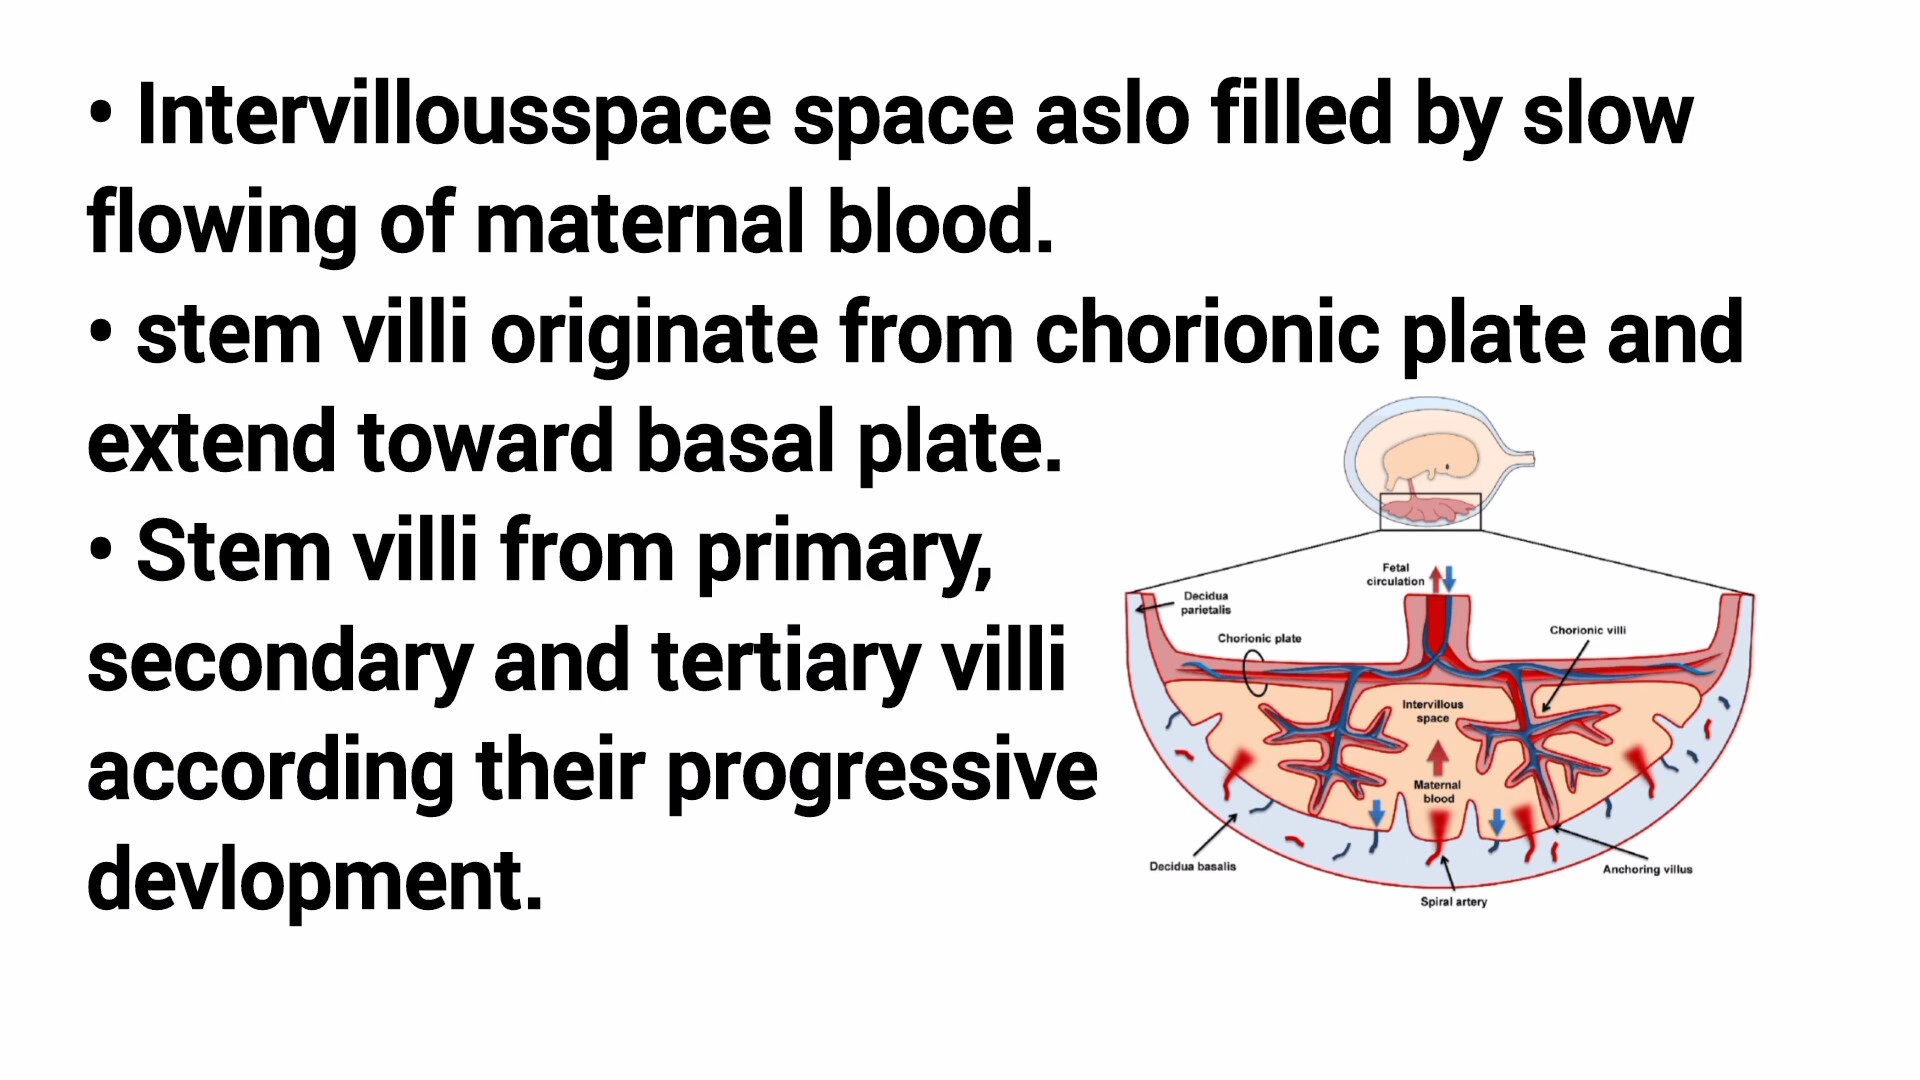 • Intervillousspace space aslo filled by slow
flowing of maternal blood.
• stem villi originate from chorionic plate and
extend toward basal plate.
• Stem villi from primary,
secondary and tertiary villi
according their progressive
devlopment.
Fetal
circulation
Decidua
parietalis
Chorionic plate
Chorionic villi
Intervillous
space
Maternal
blood
Decidua basalis
Anchoring villus
Spiral artery